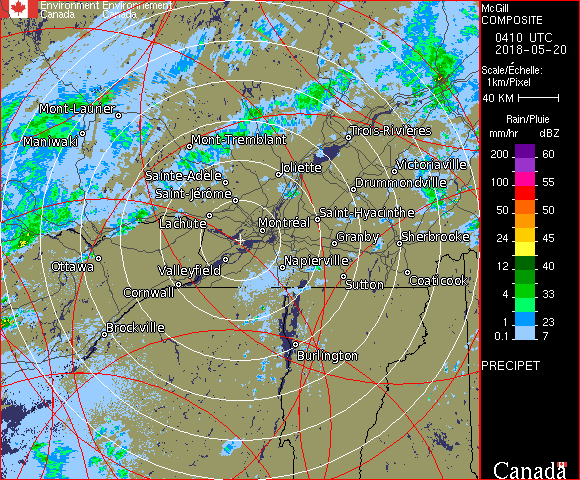 Environment Environnement
Canada Canada
McGill
COMPOSITE
0410 UTC
2018-05-20
Scale/Échelle:
1km/Pixel
40 KM
Rain/Pluie
mm/hr dBZ
200 60
100 55
50 50
24 45
12 40
4 33
1 23
0.1 7
PRECIPET
Canada
Mont-Laurier
Maniwaki
Mont-Tremblant
Trois-Rivières
Sainte-Adèle
Joliette
Victoriaville
Saint-Jérôme
Drummondville
Lachute
Montréal
Saint-Hyacinthe
Granby
Sherbrooke
Ottawa
Valleyfield
Napierville
Cornwall
Sutton
Coaticook
Brockville
Burlington